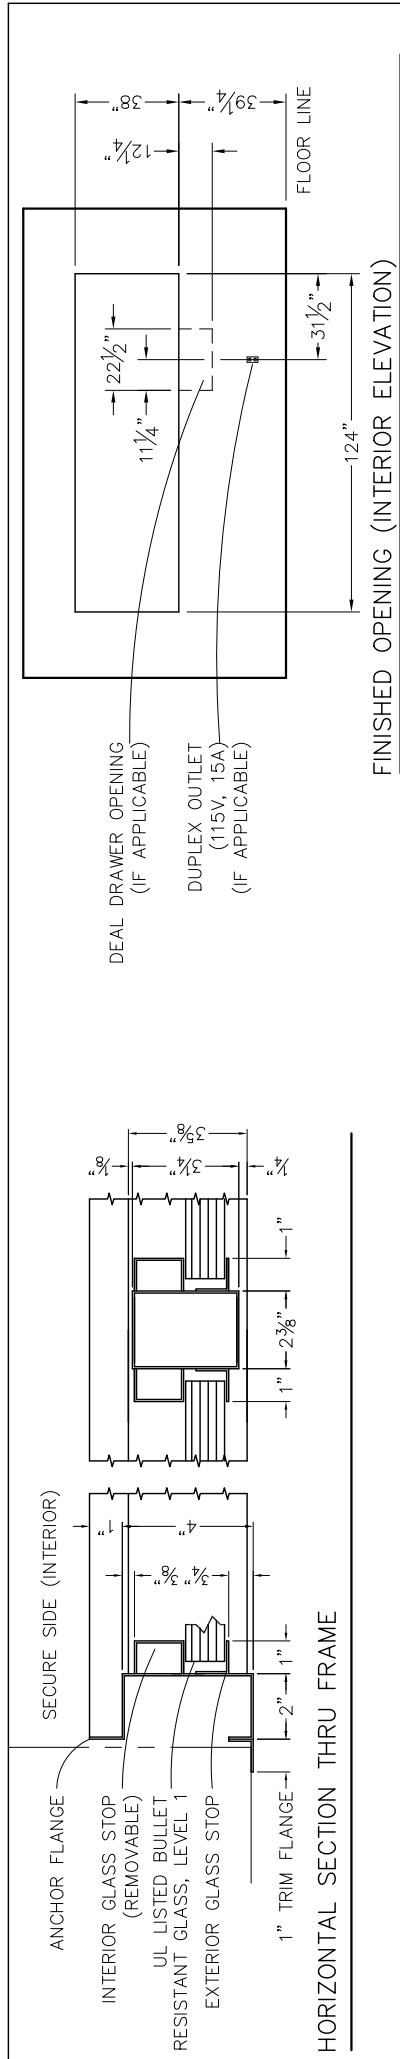 SECURE SIDE (INTERIOR)
ANCHOR FLANGE
INTERIOR GLASS STOP
(REMOVABLE)
UL LISTED BULLET
RESISTANT GLASS, LEVEL 1
EXTERIOR GLASS STOP
1" TRIM FLANGE
1"
4"
3/8"
3/4"
2"
1"
1/8"
3 1/4"
3 5/8"
1/4"
1"
2 3/8"
1"
HORIZONTAL SECTION THRU FRAME
DEAL DRAWER OPENING
(IF APPLICABLE)
DUPLEX OUTLET
(115V, 15A)
(IF APPLICABLE)
22 1/2"
11 1/4"
38"
12 1/4"
39 1/4"
FLOOR LINE
31 1/2"
124"
FINISHED OPENING (INTERIOR ELEVATION)